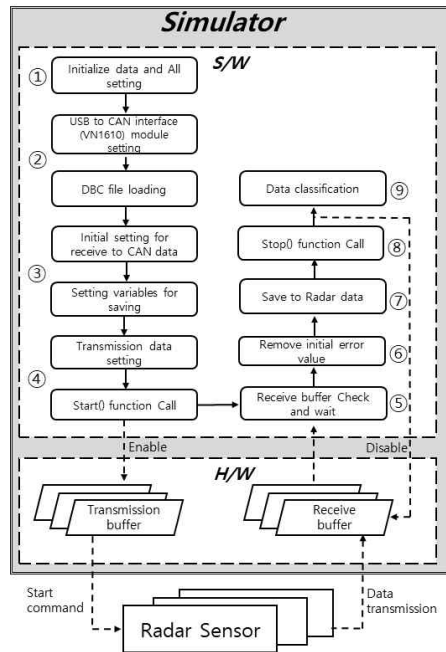 Simulator
S/W
①
Initialize data and All
setting
USB to CAN interface
(VN1610) module
setting
②
DBC file loading
Initial setting for
receive to CAN data
③
Setting variables for
saving
Transmission data
setting
④
Start() function Call
Data classification
⑨
Stop() function Call
⑧
Save to Radar data
⑦
Remove initial error
value
⑥
Receive buffer Check
and wait
⑤
Enable
Disable
H/W
Transmission
buffer
Receive
buffer
Start
command
Data
transmission
Radar Sensor